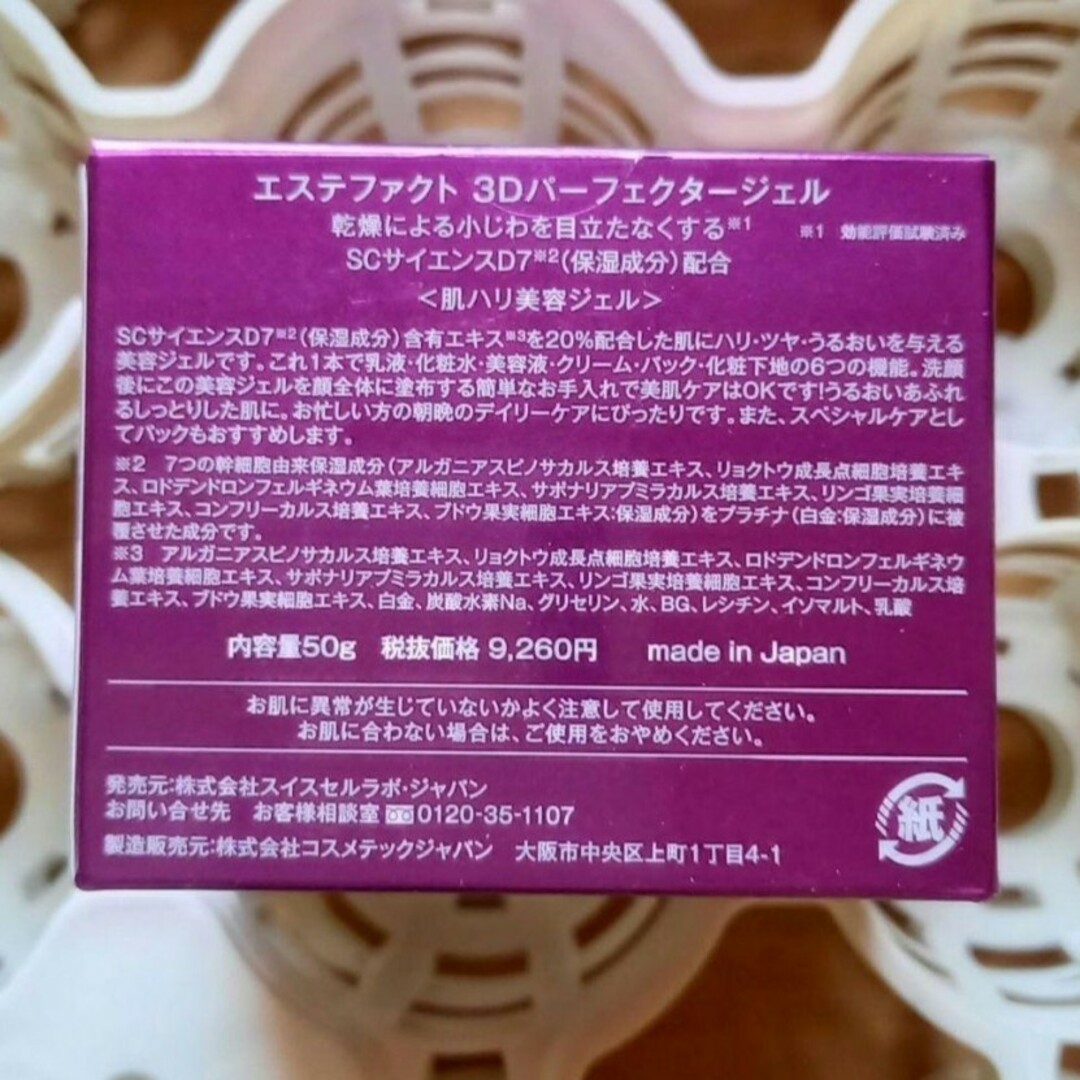 エステファクト 3Dパーフェクタージェル
乾燥による小じわを目立たなくする※1　※1 効能評価試験済み
SCサイエンスD7※2(保湿成分)配合
＜肌ハリ美容ジェル＞
SCサイエンスD7※2(保湿成分)含有エキス※3を20%配合した肌にハリ・ツヤ・うるおいを与える
美容ジェルです。これ1本で乳液・化粧水・美容液・クリーム・パック・化粧下地の6つの機能。洗顔
後にこの美容ジェルを顔全体に塗布する簡単なお手入れで美肌ケアはOKです!うるおいあふれ
るしっとりした肌に。お忙しい方の朝晩のデイリーケアにぴったりです。また、スペシャルケアとし
てパックもおすすめします。
※2 7つの幹細胞由来保湿成分(アルガニアスピノサカルス培養エキス、リョクトウ成長点細胞培養エキ
ス、ロドデンドロンフェルギネウム葉培養細胞エキス、サポナリアプミラカルス培養エキス、リンゴ果実培養細
胞エキス、コンフリーカルス培養エキス、ブドウ果実細胞エキス:保湿成分)をプラチナ(白金:保湿成分)に被
覆させた成分です。
※3 アルガニアスピノサカルス培養エキス、リョクトウ成長点細胞培養エキス、ロドデンドロンフェルギネウ
ム葉培養細胞エキス、サポナリアプミラカルス培養エキス、リンゴ果実培養細胞エキス、コンフリーカルス培
養エキス、ブドウ果実細胞エキス、白金、炭酸水素Na、グリセリン、水、BG、レシチン、イソマルト、乳酸
内容量50g 税抜価格 9,260円 made in Japan
お肌に異常が生じていないかよく注意して使用してください。
お肌に合わない場合は、ご使用をおやめください。
発売元:株式会社スイスセルラボ・ジャパン
お問い合せ先 お客様相談室 0120-35-1107
製造販売元:株式会社コスメテックジャパン 大阪市中央区上町1丁目4-1
紙